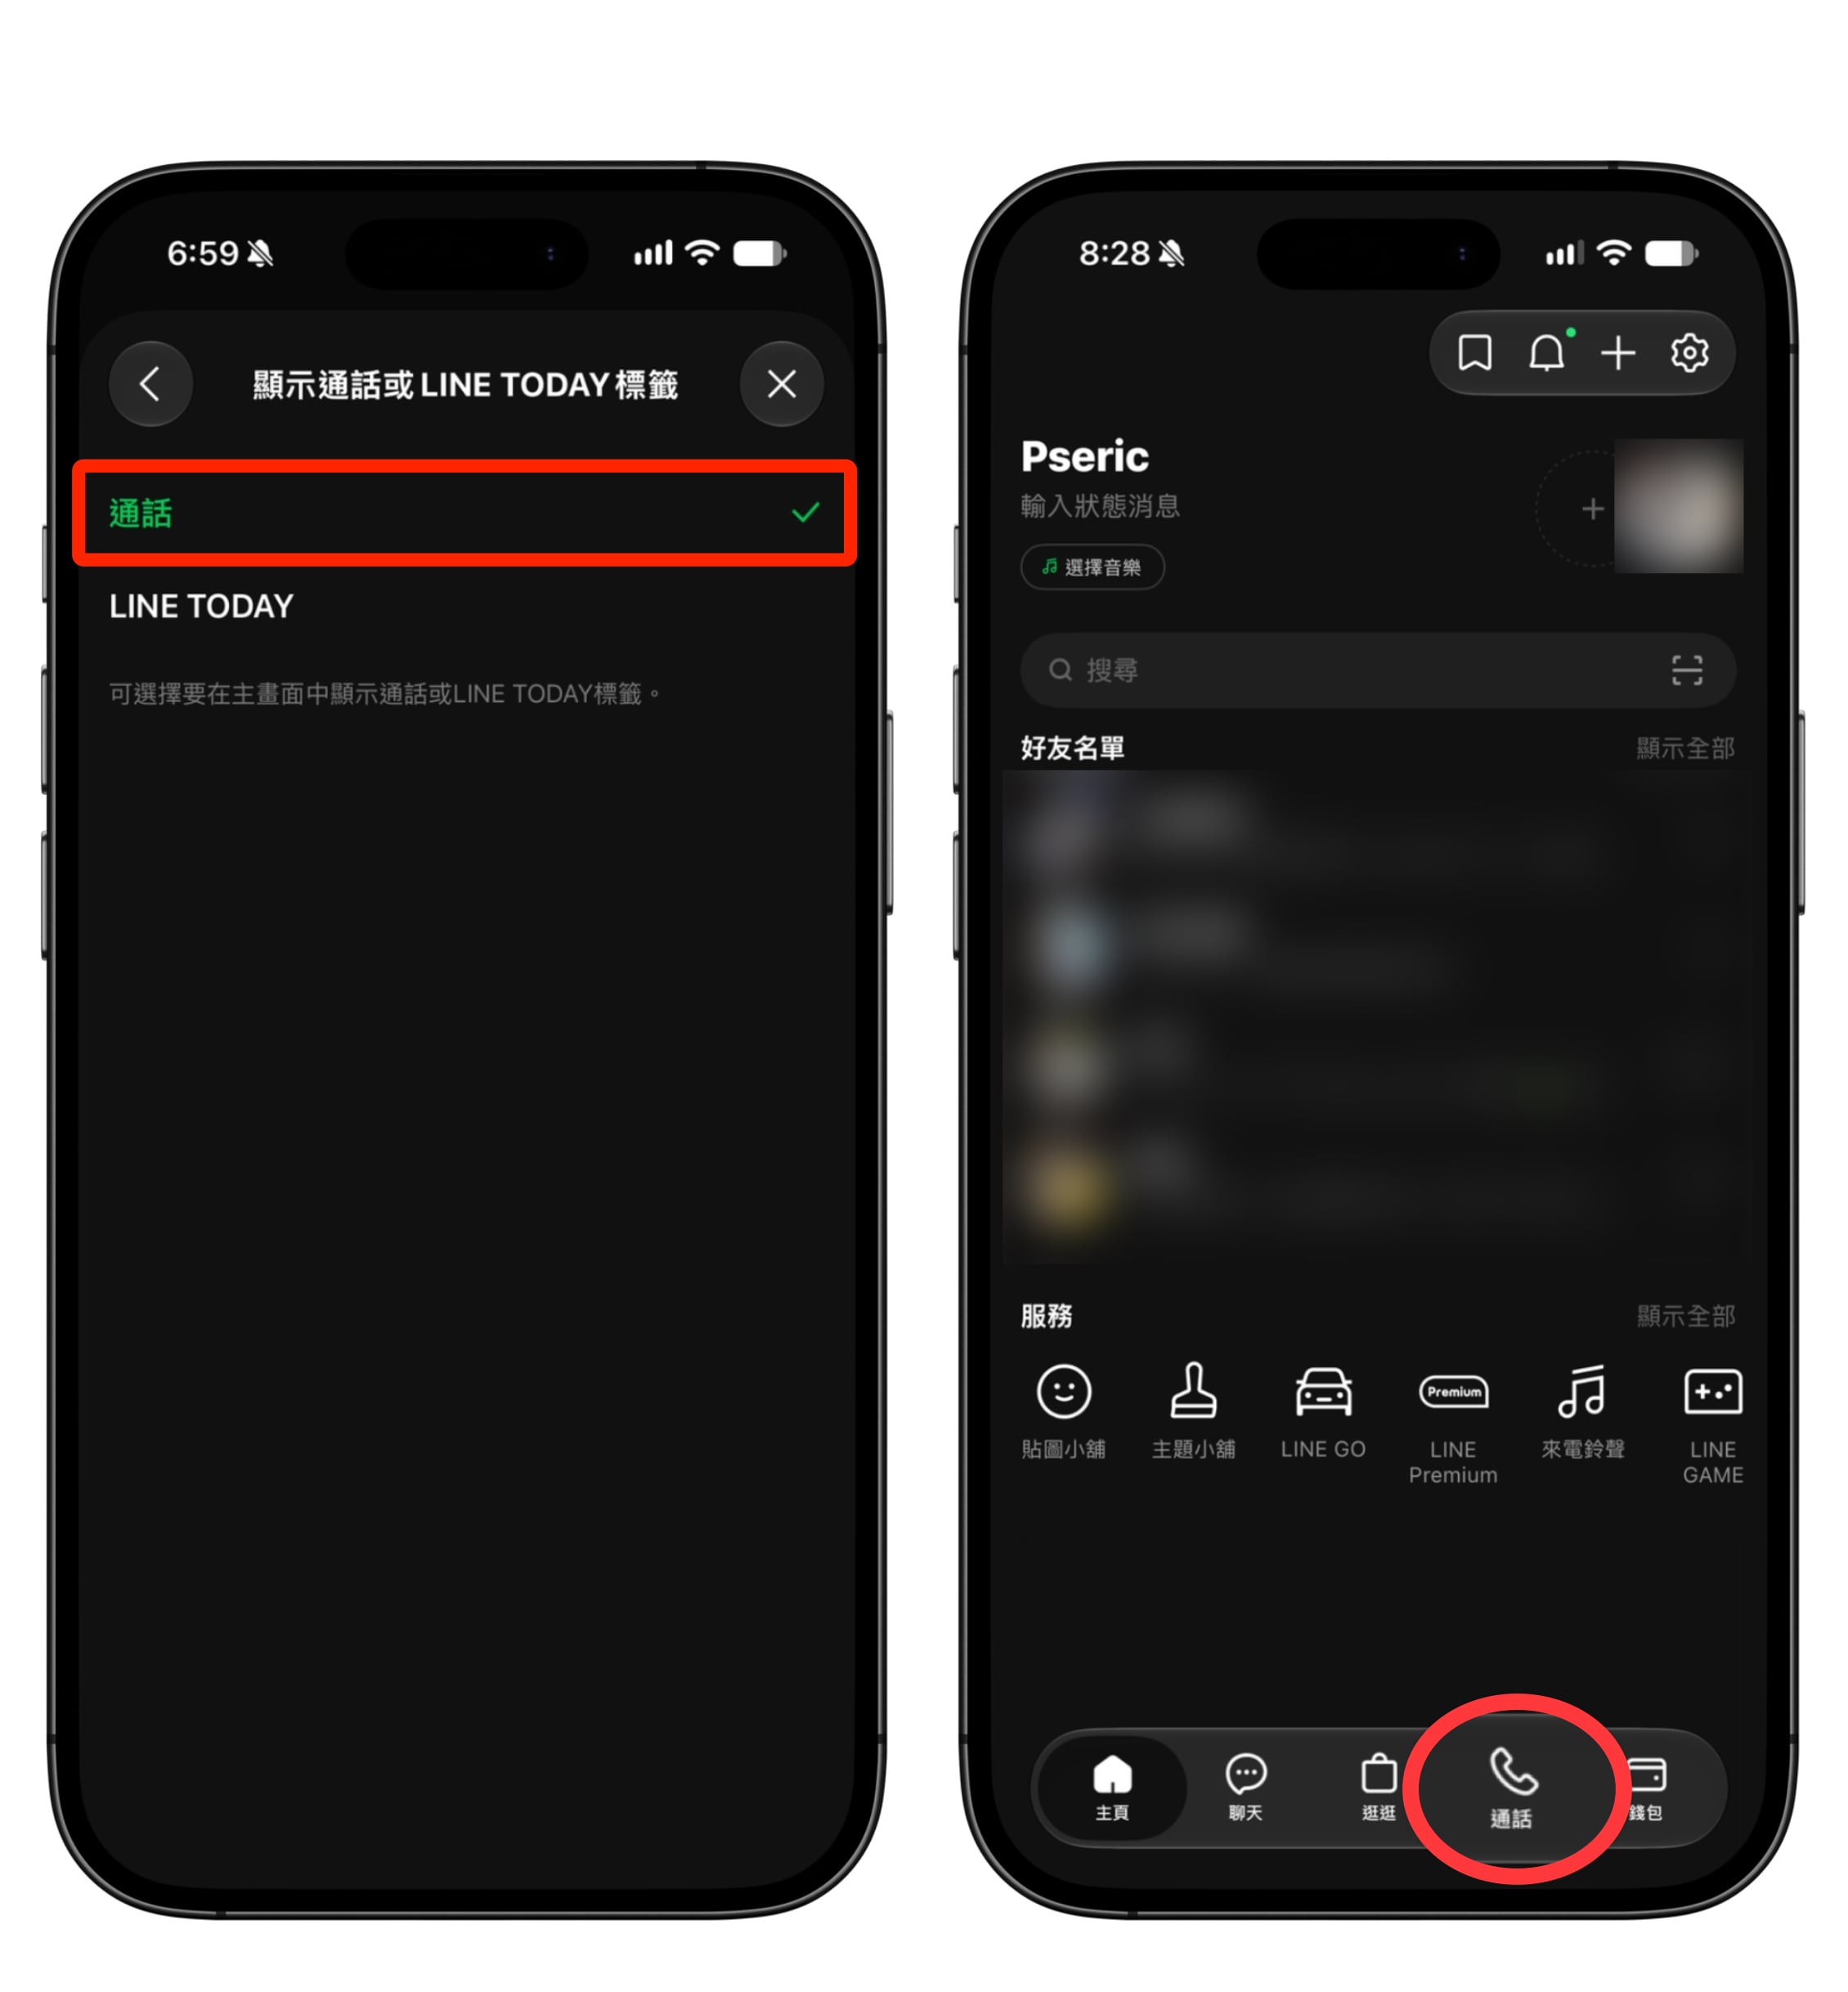 6:59
顯示通話或 LINE TODAY 標籤
通話
LINE TODAY
可選擇要在主畫面中顯示通話或LINE TODAY標籤。
8:28
Pseric
輸入狀態消息
選擇音樂
搜尋
好友名單
顯示全部
服務
顯示全部
貼圖小舖
主題小舖
LINE GO
Premium
LINE
Premium
來電鈴聲
LINE
GAME
主頁
聊天
逛逛
通話
錢包